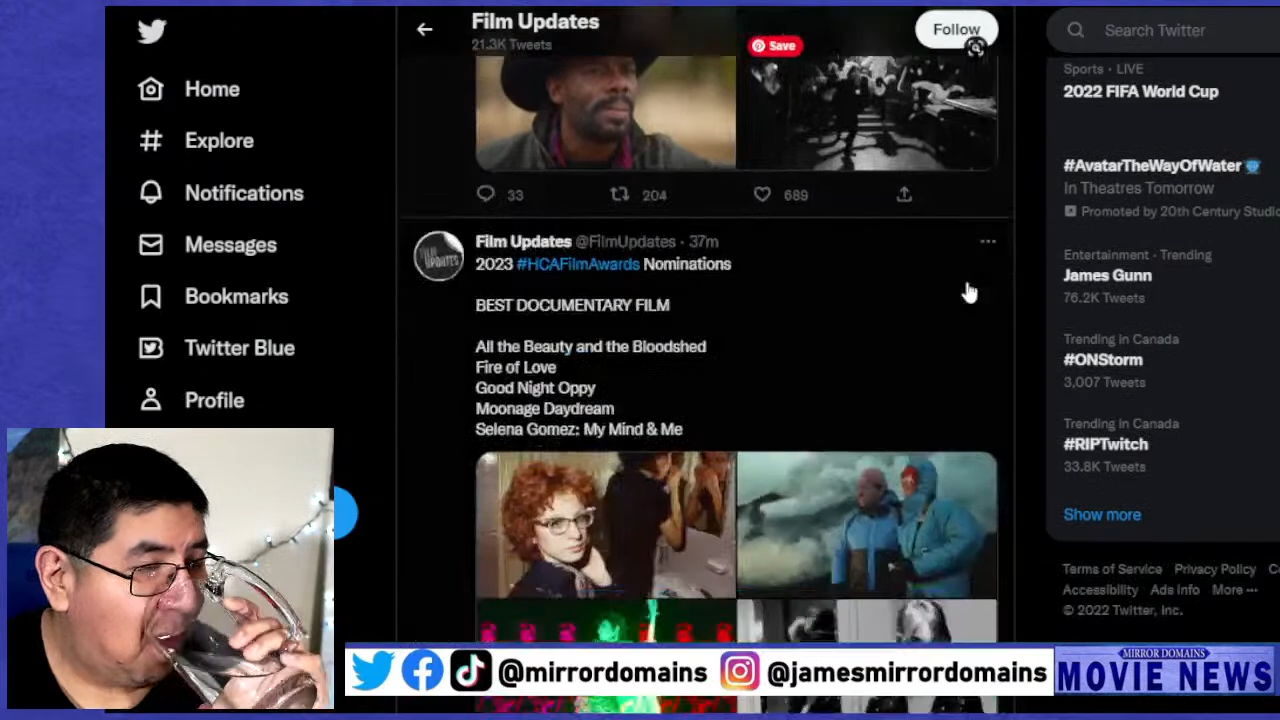 Film Updates
21.3K Tweets
Follow
Save
Search Twitter
Home
Explore
Notifications
Messages
Bookmarks
Twitter Blue
Profile
33
204
689
Film Updates @FilmUpdates · 37m
2023 #HCAFilmAwards Nominations
BEST DOCUMENTARY FILM
All the Beauty and the Bloodshed
Fire of Love
Good Night Oppy
Moonage Daydream
Selena Gomez: My Mind & Me
Sports · LIVE
2022 FIFA World Cup
#AvatarTheWayOfWater
In Theatres Tomorrow
Promoted by 20th Century Studio
Entertainment · Trending
James Gunn
76.2K Tweets
Trending in Canada
#ONStorm
3,007 Tweets
Trending in Canada
#RIPTwitch
33.8K Tweets
Show more
Terms of Service Privacy Policy
Accessibility Ads info More ···
© 2022 Twitter, Inc.
@mirrordomains
@jamesmirrordomains
MIRROR DOMAINS
MOVIE NEWS